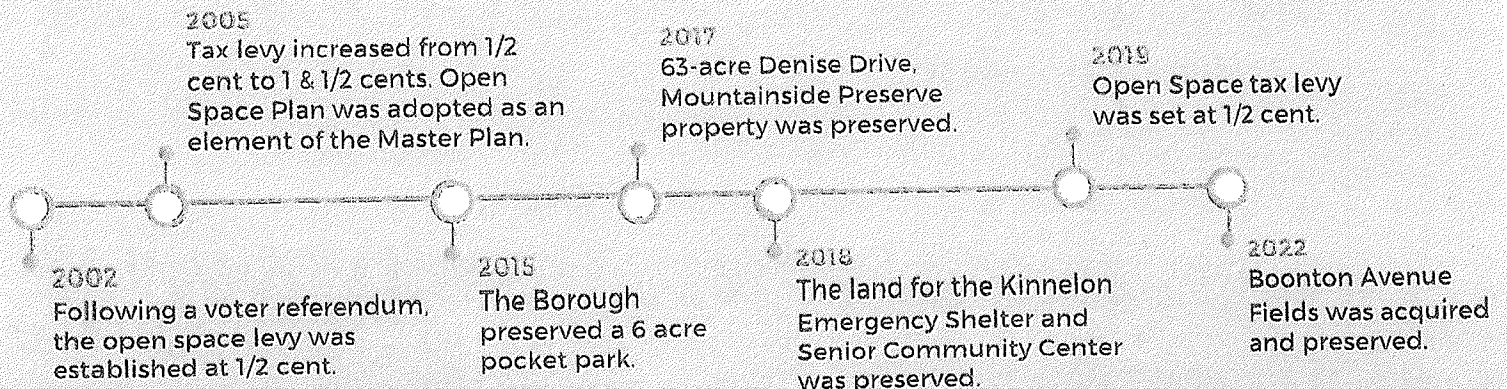 2005
Tax levy increased from 1/2
cent to 1 & 1/2 cents. Open
Space Plan was adopted as an
element of the Master Plan.
2017
63-acre Denise Drive,
Mountainside Preserve
property was preserved.
2019
Open Space tax levy
was set at 1/2 cent.
2002
Following a voter referendum,
the open space levy was
established at 1/2 cent.
2015
The Borough
preserved a 6 acre
pocket park.
2018
The land for the Kinnelon
Emergency Shelter and
Senior Community Center
was preserved.
2022
Boonton Avenue
Fields was acquired
and preserved.